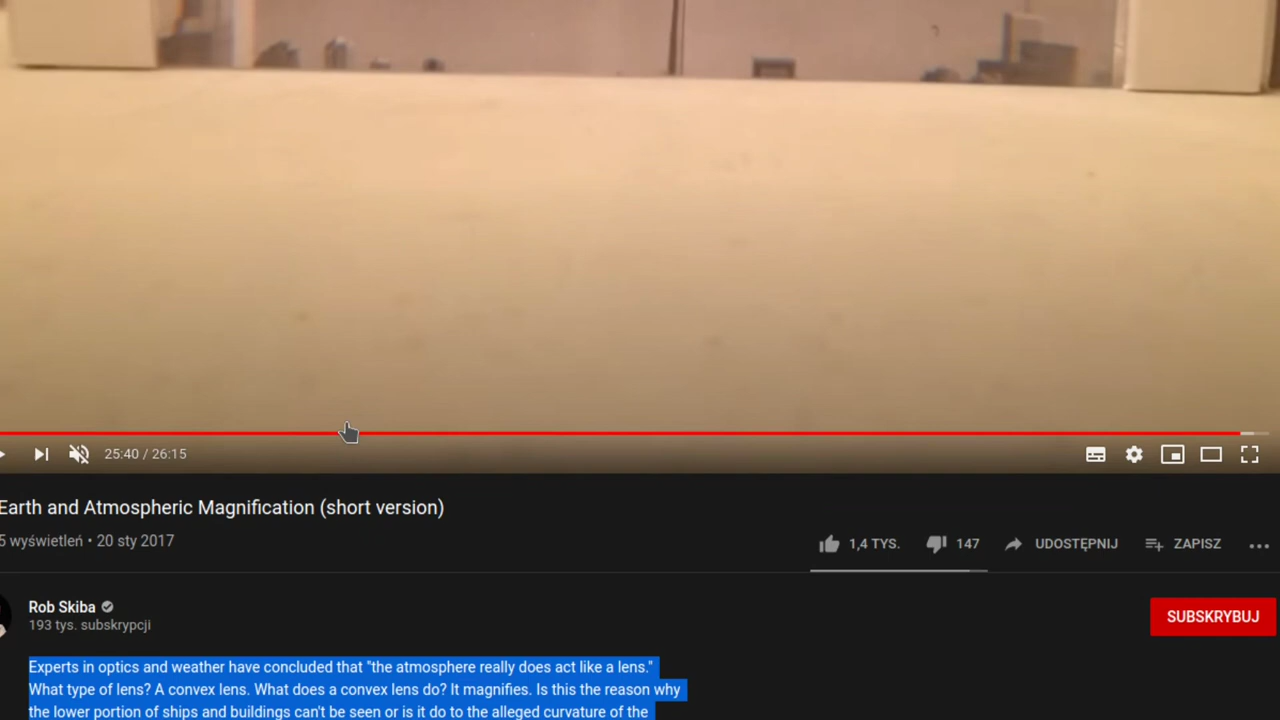 25:40 / 26:15
Earth and Atmospheric Magnification (short version)
5 wyświetleń • 20 sty 2017
1,4 TYS.
147
UDOSTĘPNIJ
ZAPISZ
Rob Skiba
193 tys. subskrypcji
SUBSKRYBUJ
Experts in optics and weather have concluded that "the atmosphere really does act like a lens."
What type of lens? A convex lens. What does a convex lens do? It magnifies. Is this the reason why
the lower portion of ships and buildings can't be seen or is it do to the alleged curvature of the